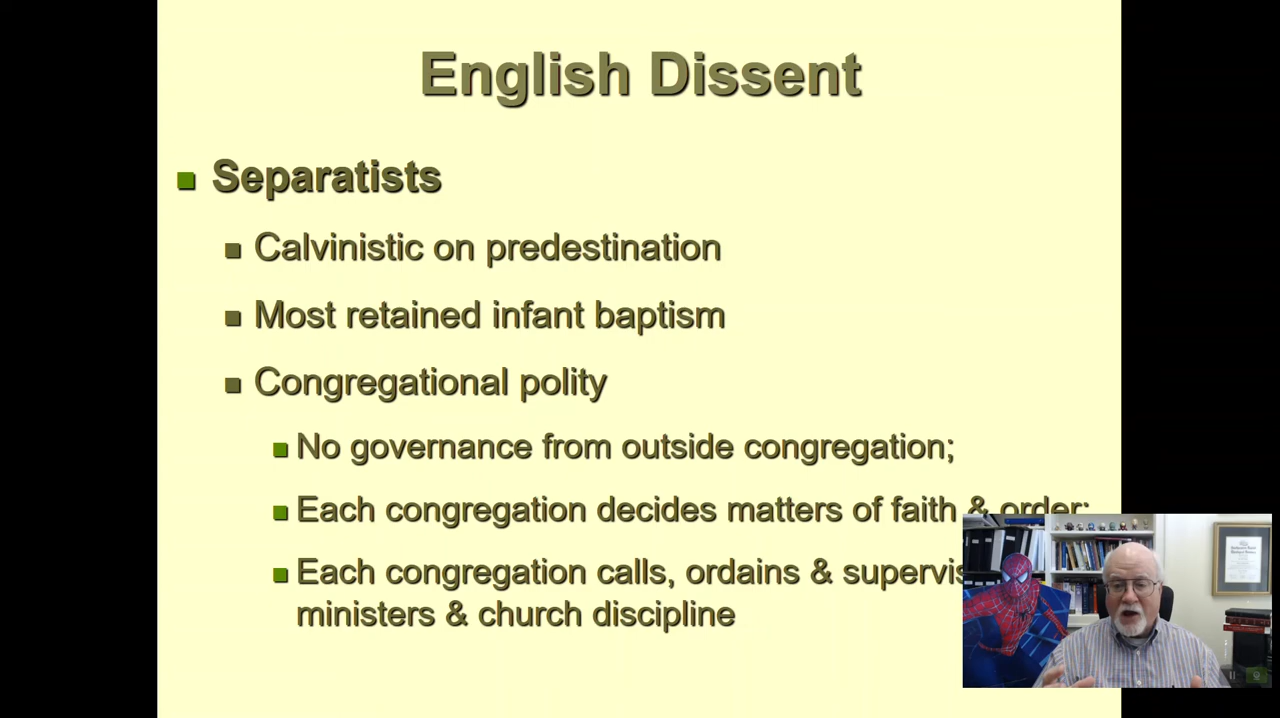 English Dissent
Separatists
Calvinistic on predestination
Most retained infant baptism
Congregational polity
No governance from outside congregation;
Each congregation decides matters of faith & order;
Each congregation calls, ordains &
ministers & church discipline